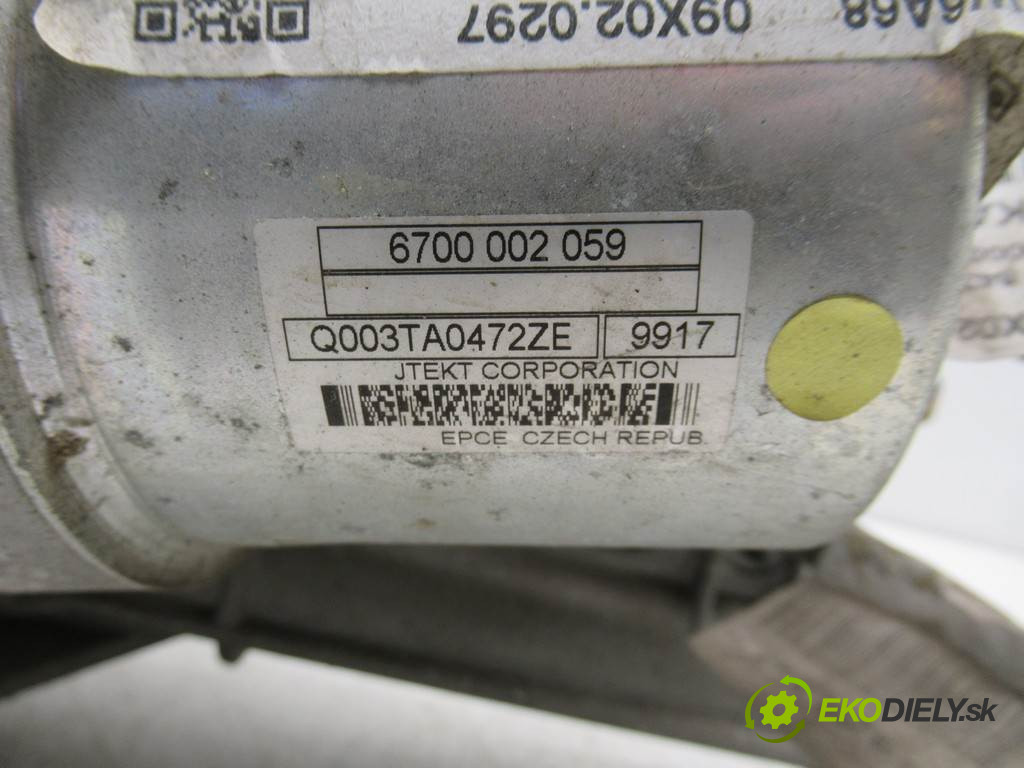 09X02.0297
6700 002 059
Q003TA0472ZE 9917
JTEKT CORPORATION
EPCE CZECH REPUB.
EKODIELY.sk